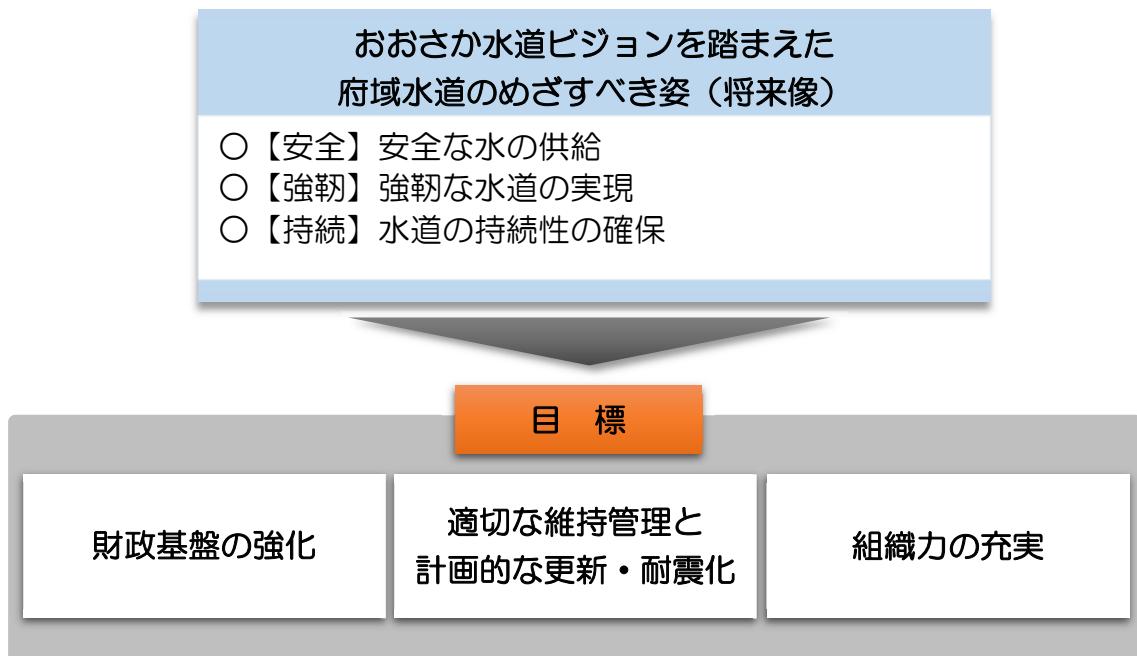 おおさか水道ビジョンを踏まえた
府域水道のめざすべき姿（将来像）
〇【安全】安全な水の供給
〇【強靭】強靭な水道の実現
〇【持続】水道の持続性の確保
目　標
財政基盤の強化
適切な維持管理と
計画的な更新・耐震化
組織力の充実